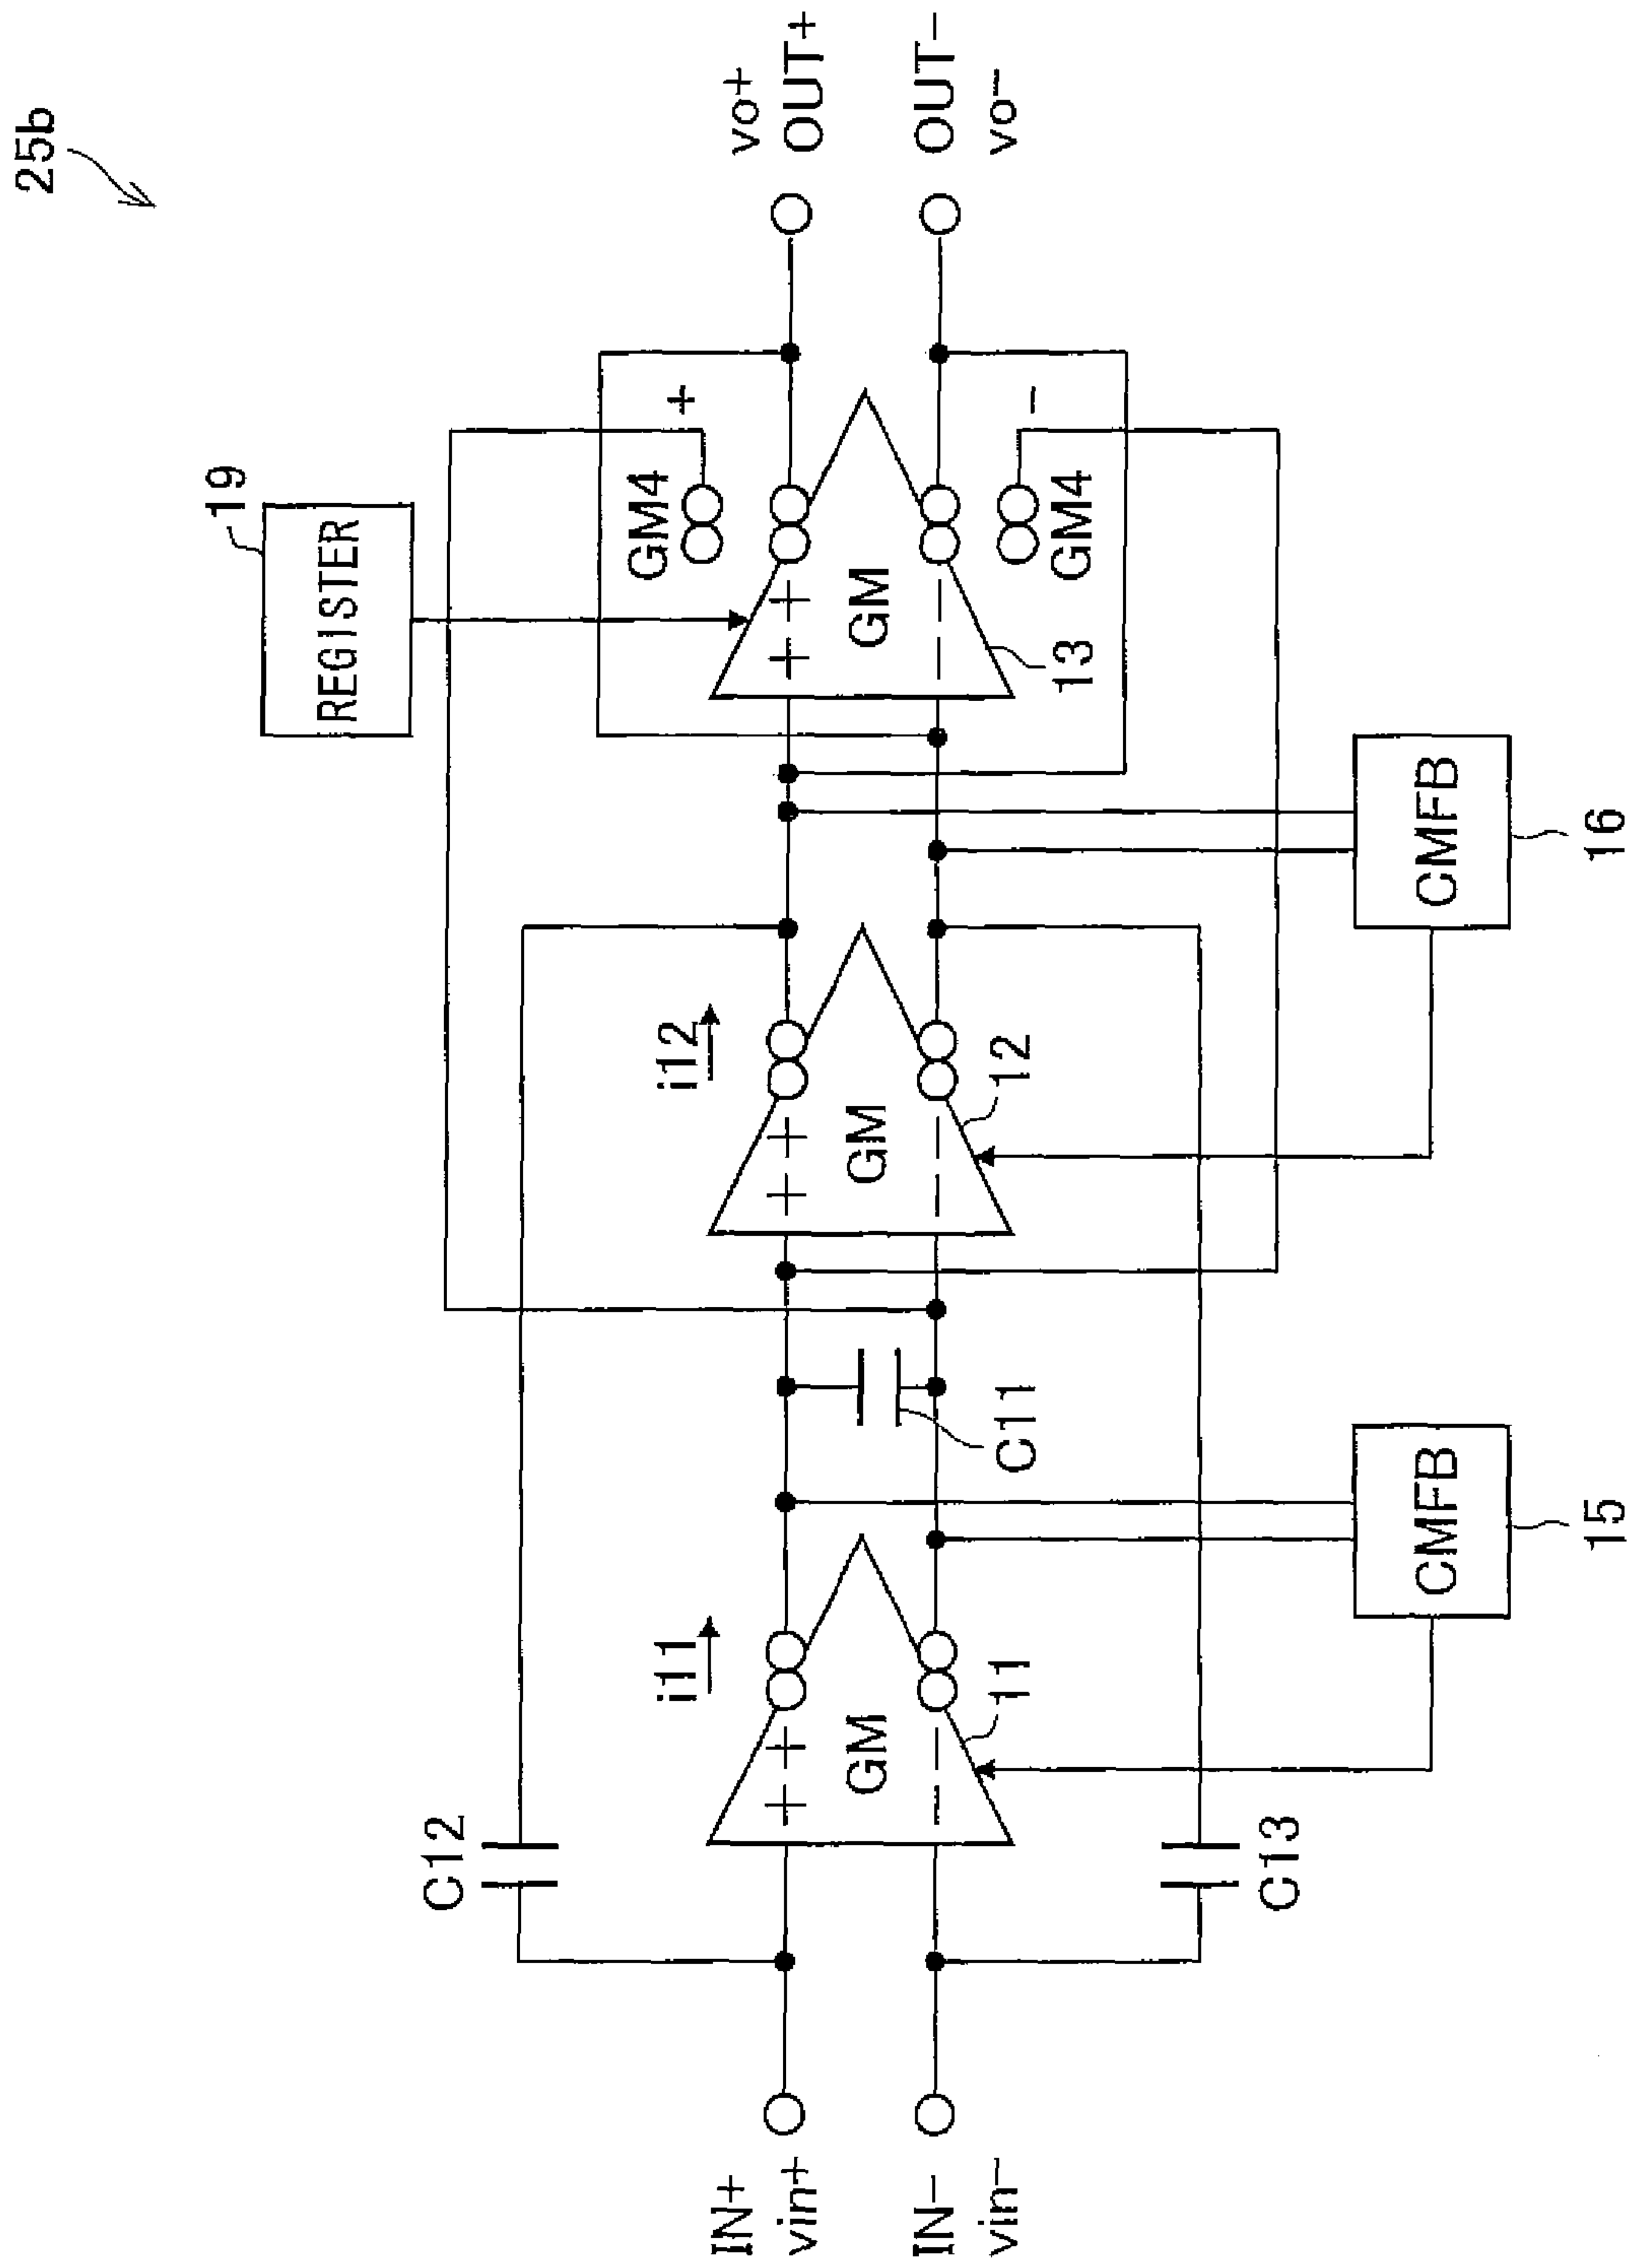 25b
19
REGISTER
vo+
OUT+
OUT−
vo−
GM4
+
+ +
GM
− −
−
GM4
13
CMFB
16
i12
+ +
GM
− −
12
C11
CMFB
15
i11
+ +
GM
− −
11
C12
C13
IN+
vin+
IN−
vin−